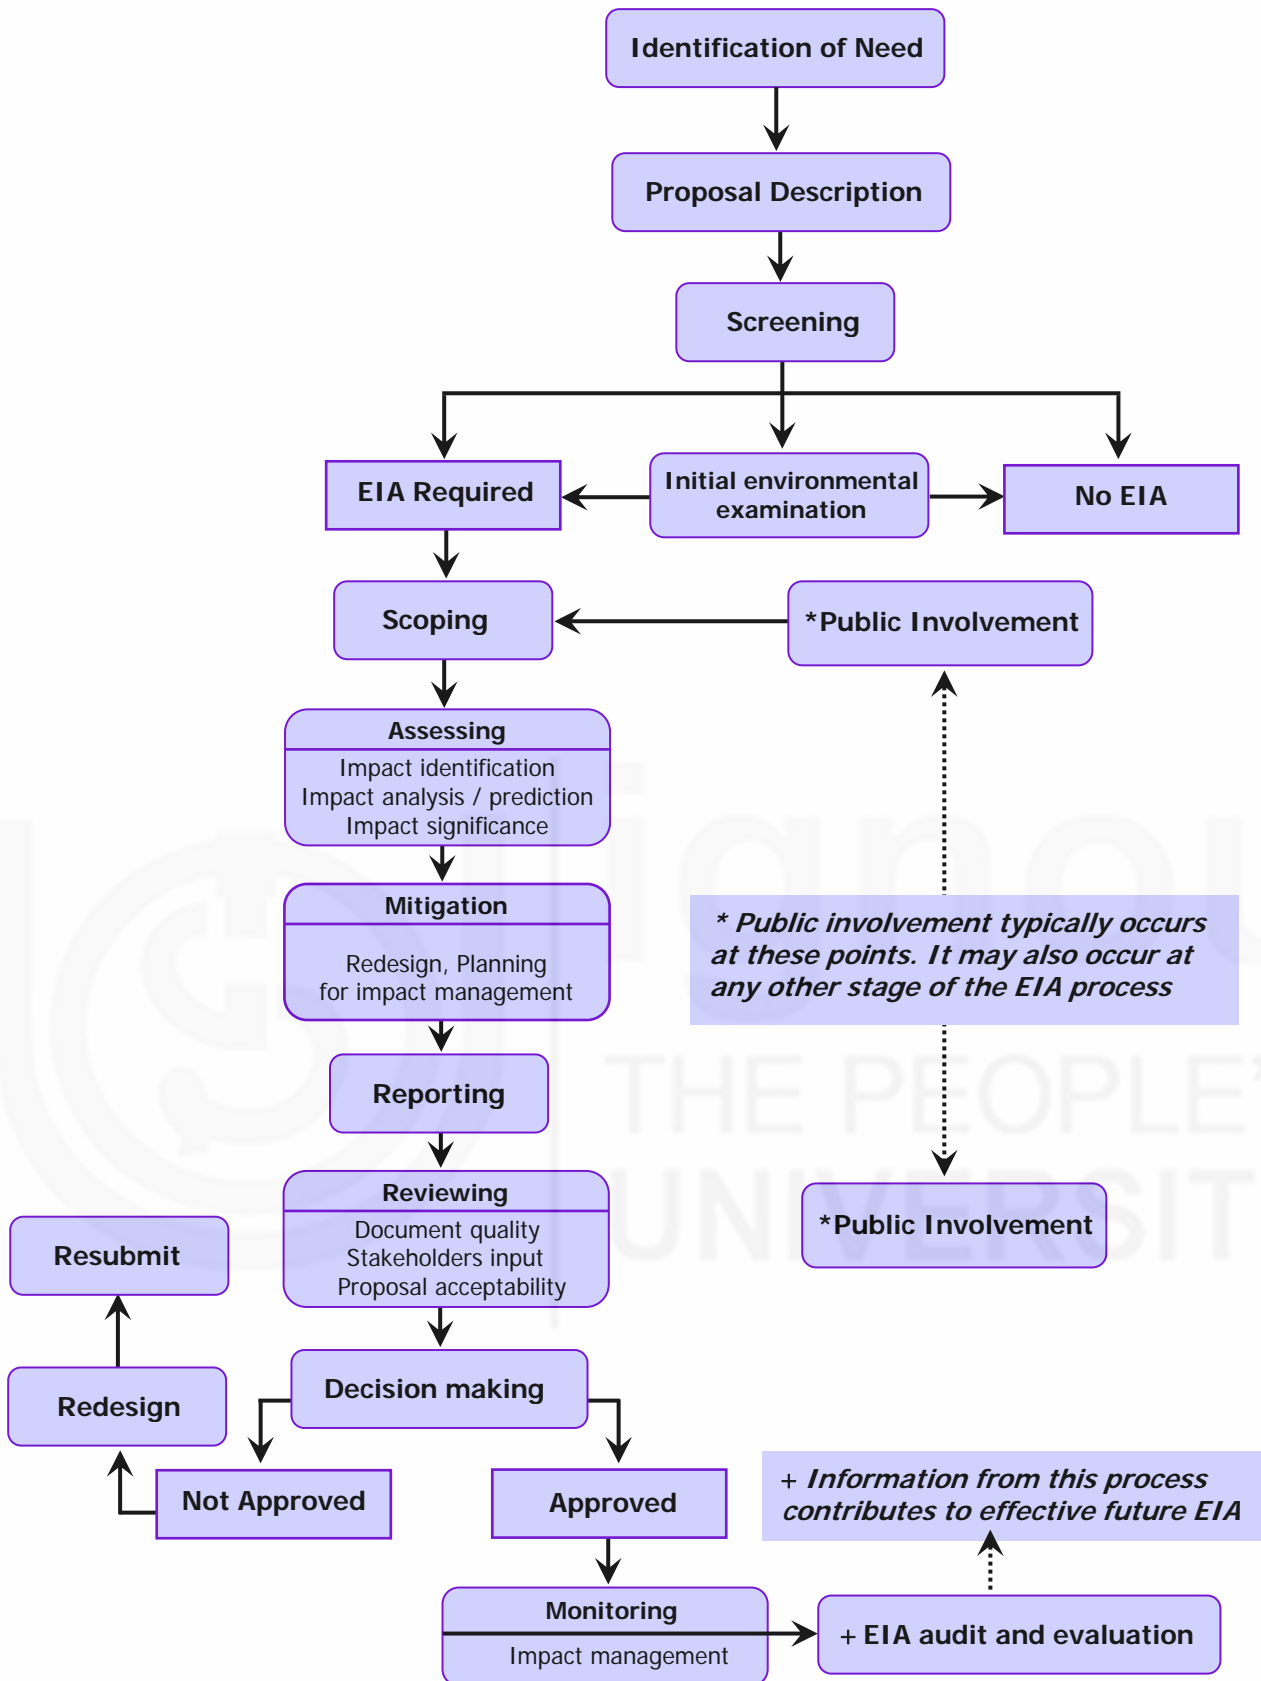 Identification of Need
Proposal Description
Screening
EIA Required
Initial environmental
examination
No EIA
Scoping
*Public Involvement
Assessing
Impact identification
Impact analysis / prediction
Impact significance
Mitigation
Redesign, Planning
for impact management
* Public involvement typically occurs
at these points. It may also occur at
any other stage of the EIA process
Reporting
Reviewing
Document quality
Stakeholders input
Proposal acceptability
*Public Involvement
Resubmit
Redesign
Decision making
Not Approved
Approved
+ Information from this process
contributes to effective future EIA
Monitoring
Impact management
+ EIA audit and evaluation
ignou
THE PEOPLE'
UNIVERSIT